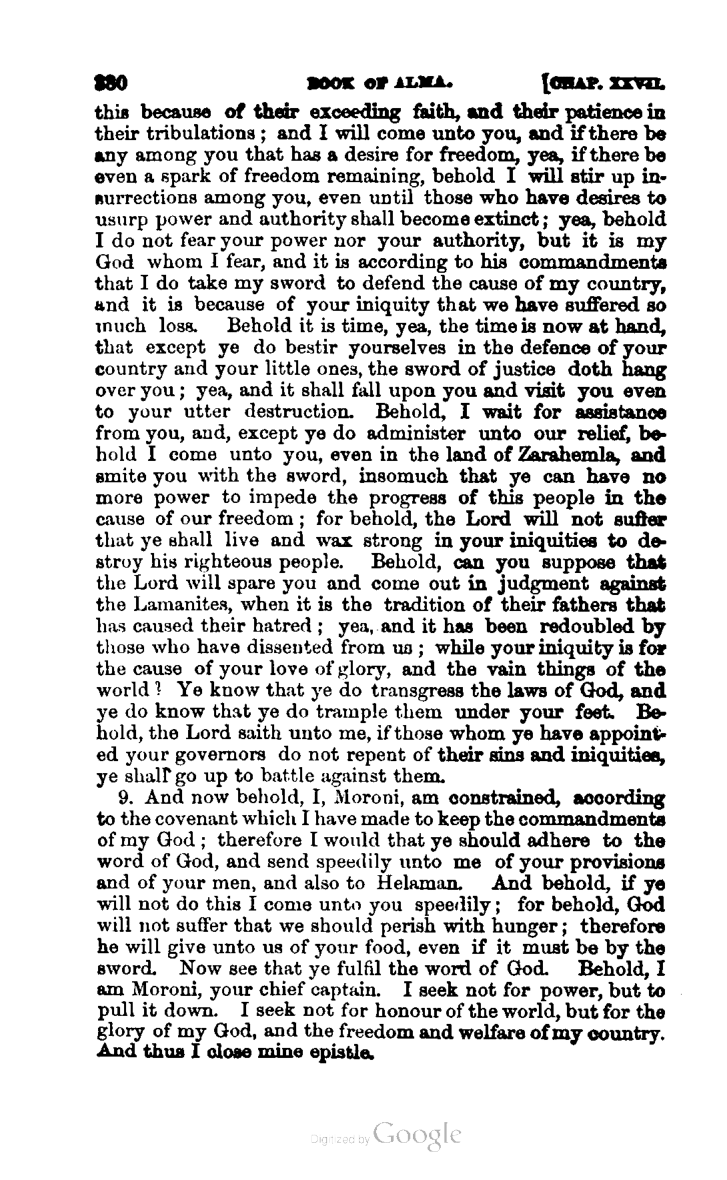 380 BOOK OF ALMA. [CHAP. XXVII.
this because of their exceeding faith, and their patience in
their tribulations ; and I will come unto you, and if there be
any among you that has a desire for freedom, yea, if there be
even a spark of freedom remaining, behold I will stir up in-
surrections among you, even until those who have desires to
usurp power and authority shall become extinct ; yea, behold
I do not fear your power nor your authority, but it is my
God whom I fear, and it is according to his commandments
that I do take my sword to defend the cause of my country,
and it is because of your iniquity that we have suffered so
much loss. Behold it is time, yea, the time is now at hand,
that except ye do bestir yourselves in the defence of your
country and your little ones, the sword of justice doth hang
over you ; yea, and it shall fall upon you and visit you even
to your utter destruction. Behold, I wait for assistance
from you, and, except ye do administer unto our relief, be-
hold I come unto you, even in the land of Zarahemla, and
smite you with the sword, insomuch that ye can have no
more power to impede the progress of this people in the
cause of our freedom ; for behold, the Lord will not suffer
that ye shall live and wax strong in your iniquities to de-
stroy his righteous people. Behold, can you suppose that
the Lord will spare you and come out in judgment against
the Lamanites, when it is the tradition of their fathers that
has caused their hatred ; yea, and it has been redoubled by
those who have dissented from us ; while your iniquity is for
the cause of your love of glory, and the vain things of the
world ? Ye know that ye do transgress the laws of God, and
ye do know that ye do trample them under your feet. Be-
hold, the Lord saith unto me, if those whom ye have appoint-
ed your governors do not repent of their sins and iniquities,
ye shall go up to battle against them.
9. And now behold, I, Moroni, am constrained, according
to the covenant which I have made to keep the commandments
of my God ; therefore I would that ye should adhere to the
word of God, and send speedily unto me of your provisions
and of your men, and also to Helaman. And behold, if ye
will not do this I come unto you speedily ; for behold, God
will not suffer that we should perish with hunger ; therefore
he will give unto us of your food, even if it must be by the
sword. Now see that ye fulfil the word of God. Behold, I
am Moroni, your chief captain. I seek not for power, but to
pull it down. I seek not for honour of the world, but for the
glory of my God, and the freedom and welfare of my country.
And thus I close mine epistle.
Digitized by Google